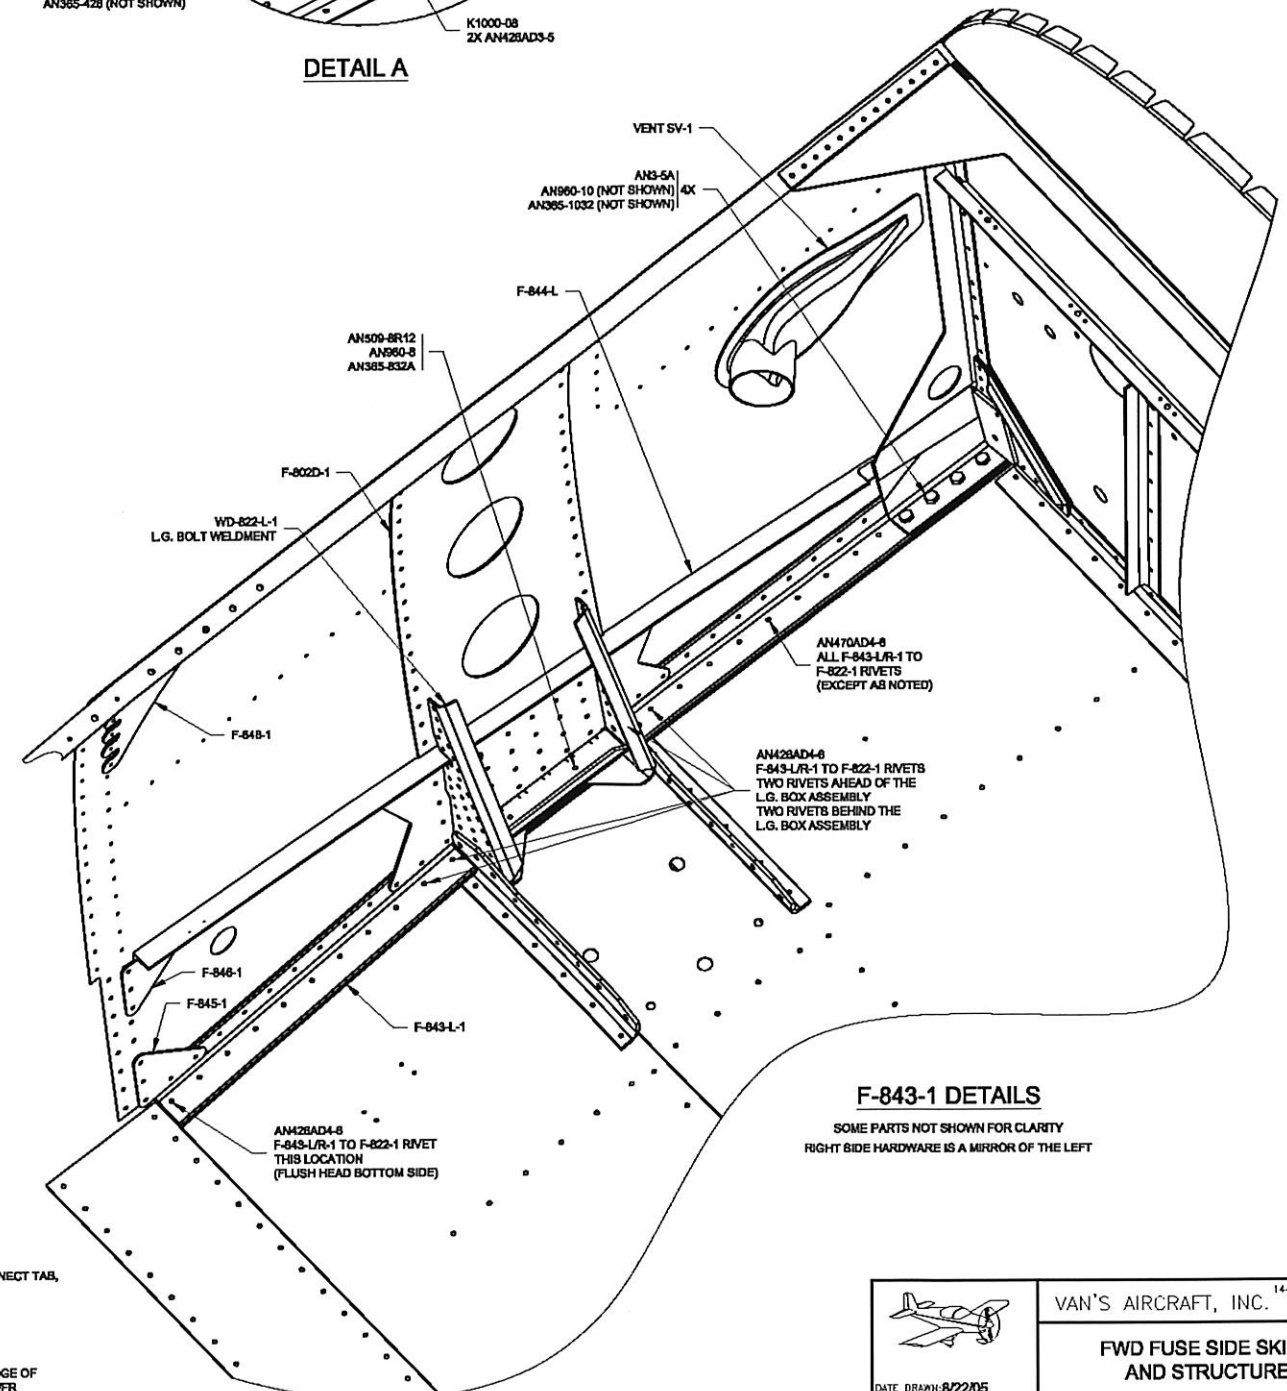 AN365-428 (NOT SHOWN)
K1000-08
2X AN426AD3-5
DETAIL A
VENT SV-1
AN3-5A
AN960-10 (NOT SHOWN) 4X
AN365-1032 (NOT SHOWN)
F-844-L
AN509-8R12
AN960-8
AN365-832A
F-802D-1
WD-822-L-1
L.G. BOLT WELDMENT
AN470AD4-6
ALL F-843-L/R-1 TO
F-822-1 RIVETS
(EXCEPT AS NOTED)
F-848-1
AN426AD4-6
F-843-L/R-1 TO F-822-1 RIVETS
TWO RIVETS AHEAD OF THE
L.G. BOX ASSEMBLY
TWO RIVETS BEHIND THE
L.G. BOX ASSEMBLY
F-846-1
F-845-1
F-843-L-1
F-843-1 DETAILS
SOME PARTS NOT SHOWN FOR CLARITY
RIGHT SIDE HARDWARE IS A MIRROR OF THE LEFT
AN426AD4-6
F-843-L/R-1 TO F-822-1 RIVET
THIS LOCATION
(FLUSH HEAD BOTTOM SIDE)
NECT TAB,
GE OF
VAN'S AIRCRAFT, INC. 14-
FWD FUSE SIDE SKI
AND STRUCTURE
DATE DRAWN: 8/22/05